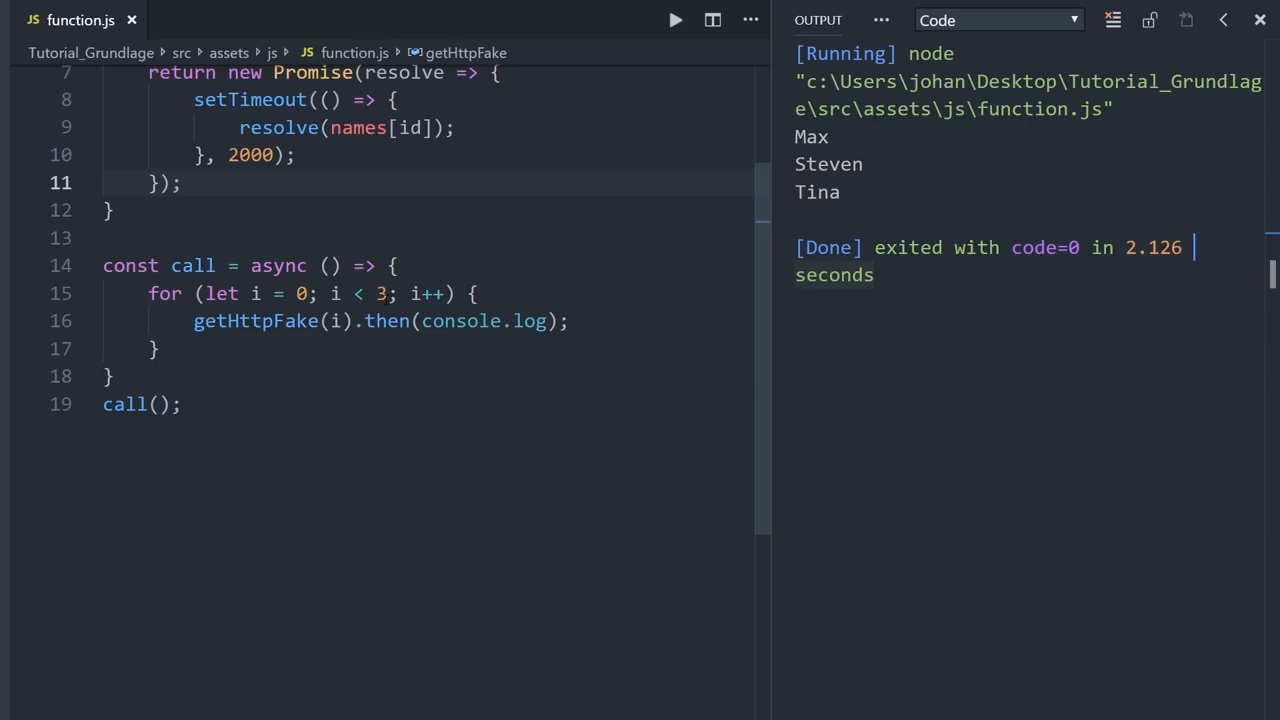 JS function.js ×
Tutorial_Grundlage > src > assets > js > JS function.js > getHttpFake
7 return new Promise(resolve => {
8 setTimeout(() => {
9 resolve(names[id]);
10 }, 2000);
11 });
12 }
13
14 const call = async () => {
15 for (let i = 0; i < 3; i++) {
16 getHttpFake(i).then(console.log);
17 }
18 }
19 call();
OUTPUT ··· Code
[Running] node
"c:\Users\johan\Desktop\Tutorial_Grundlag
e\src\assets\js\function.js"
Max
Steven
Tina
[Done] exited with code=0 in 2.126
seconds